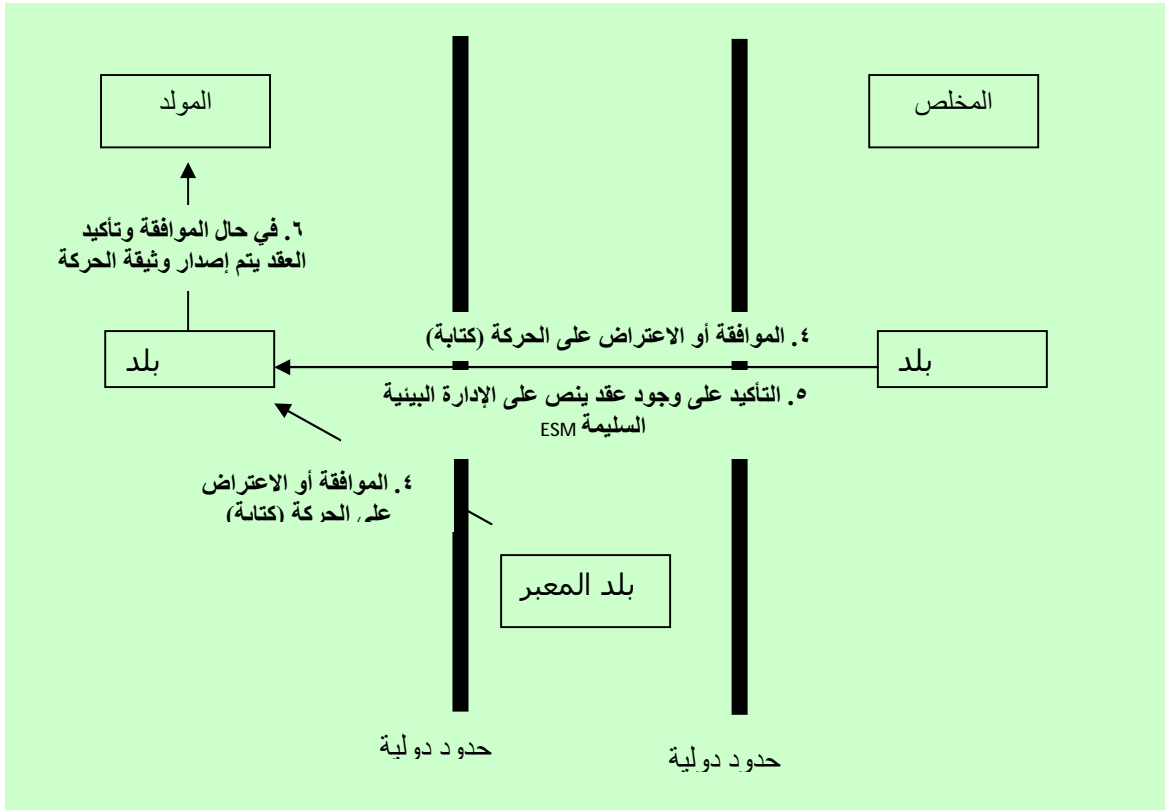 المولد
المخلص
٦. في حال الموافقة وتأكيد
العقد يتم إصدار وثيقة الحركة
٤. الموافقة أو الاعتراض على الحركة (كتابة)
بلد
بلد
٥. التأكيد على وجود عقد ينص على الإدارة البيئية
السليمة ESM
٤. الموافقة أو الاعتراض
على الحركة (كتابة)
بلد المعبر
حدود دولية
حدود دولية